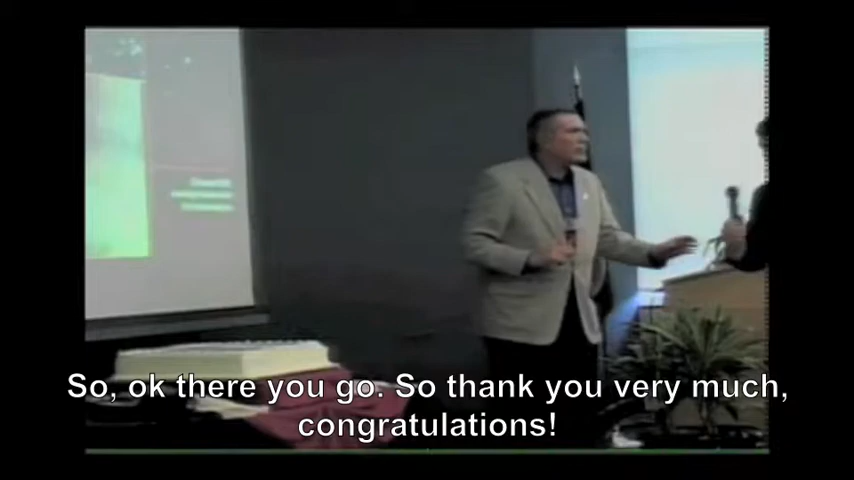 So, ok there you go. So thank you very much,
congratulations!